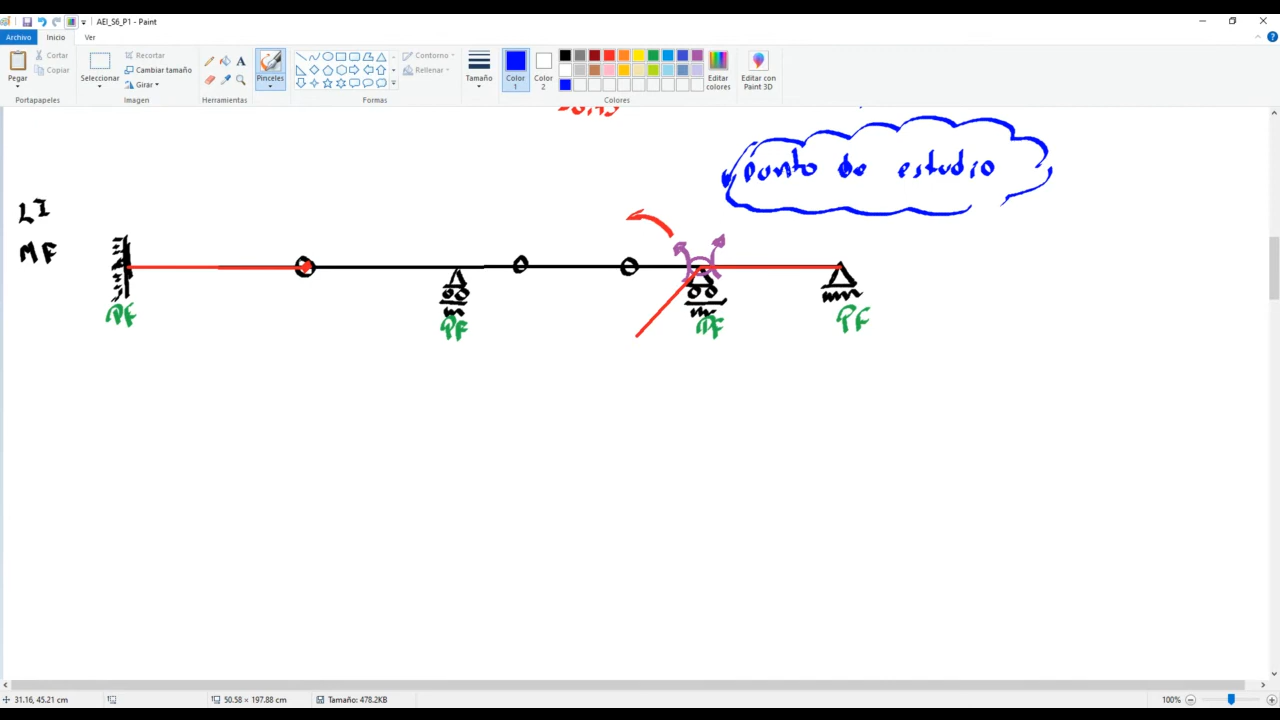 AEI_S6_P1 - Paint
Archivo Inicio Ver
Pegar
Cortar
Copiar
Portapapeles
Seleccionar
Recortar
Cambiar tamaño
Girar
Imagen
A
Herramientas
Pinceles
Contorno
Rellenar
Formas
Tamaño
Color 1
Color 2
Colores
Editar colores
Editar con Paint 3D
Punto de estudio
LI
MF
PF
PF
PF
PF
31.16, 45.21 cm
50.58 × 197.88 cm
Tamaño: 478.2KB
100%